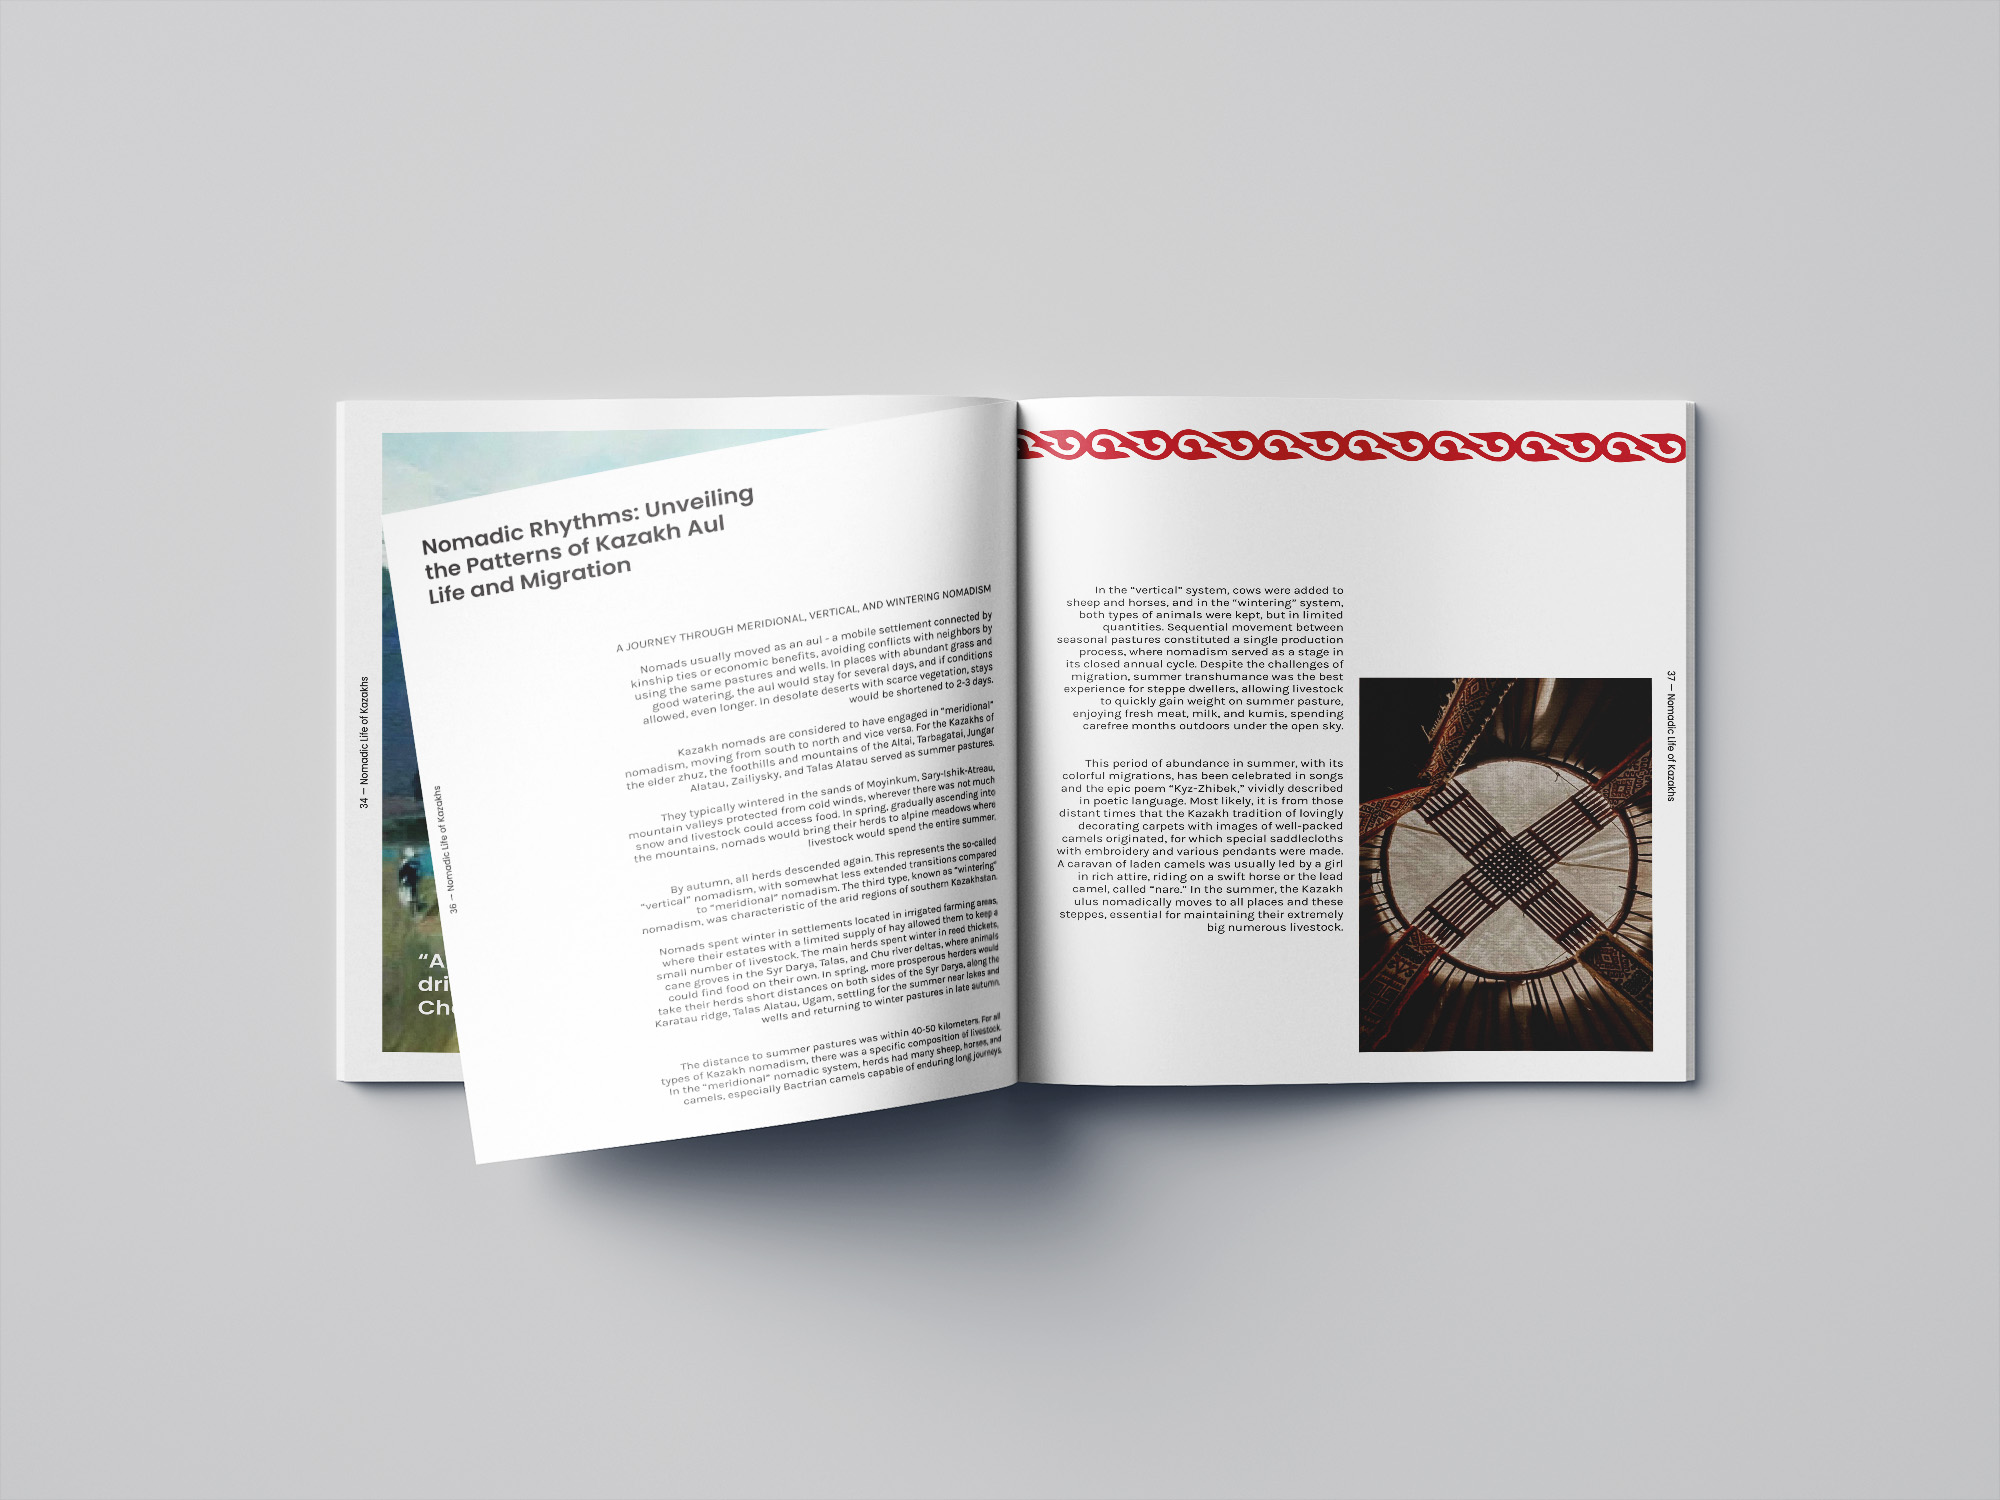 34 — Nomadic Life of Kazakhs
“A
dri
Che
Nomadic Rhythms: Unveiling
the Patterns of Kazakh Aul
Life and Migration
A JOURNEY THROUGH MERIDIONAL, VERTICAL, AND WINTERING NOMADISM
Nomads usually moved as an aul - a mobile settlement connected by
kinship ties or economic benefits, avoiding conflicts with neighbors by
using the same pastures and wells. In places with abundant grass and
good watering, the aul would stay for several days, and if conditions
allowed, even longer. In desolate deserts with scarce vegetation, stays
would be shortened to 2-3 days.
Kazakh nomads are considered to have engaged in “meridional”
nomadism, moving from south to north and vice versa. For the Kazakhs of
the elder zhuz, the foothills and mountains of the Altai, Tarbagatai, Jungar
Alatau, Zailiysky, and Talas Alatau served as summer pastures.
They typically wintered in the sands of Moyinkum, Sary-Ishik-Atreau,
mountain valleys protected from cold winds, wherever there was not much
snow and livestock could access food. In spring, gradually ascending into
the mountains, nomads would bring their herds to alpine meadows where
livestock would spend the entire summer.
By autumn, all herds descended again. This represents the so-called
“vertical” nomadism, with somewhat less extended transitions compared
to “meridional” nomadism. The third type, known as “wintering”
nomadism, was characteristic of the arid regions of southern Kazakhstan.
Nomads spent winter in settlements located in irrigated farming areas,
where their estates with a limited supply of hay allowed them to keep a
small number of livestock. The main herds spent winter in reed thickets,
cane groves in the Syr Darya, Talas, and Chu river deltas, where animals
could find food on their own. In spring, more prosperous herders would
take their herds short distances on both sides of the Syr Darya, along the
Karatau ridge, Talas Alatau, Ugam, settling for the summer near lakes and
wells and returning to winter pastures in late autumn.
The distance to summer pastures was within 40-50 kilometers. For all
types of Kazakh nomadism, there was a specific composition of livestock.
In the “meridional” nomadic system, herds had many sheep, horses, and
camels, especially Bactrian camels capable of enduring long journeys.
36 — Nomadic Life of Kazakhs
In the “vertical” system, cows were added to
sheep and horses, and in the “wintering” system,
both types of animals were kept, but in limited
quantities. Sequential movement between
seasonal pastures constituted a single production
process, where nomadism served as a stage in
its closed annual cycle. Despite the challenges of
migration, summer transhumance was the best
experience for steppe dwellers, allowing livestock
to quickly gain weight on summer pasture,
enjoying fresh meat, milk, and kumis, spending
carefree months outdoors under the open sky.
This period of abundance in summer, with its
colorful migrations, has been celebrated in songs
and the epic poem “Kyz-Zhibek,” vividly described
in poetic language. Most likely, it is from those
distant times that the Kazakh tradition of lovingly
decorating carpets with images of well-packed
camels originated, for which special saddlecloths
with embroidery and various pendants were made.
A caravan of laden camels was usually led by a girl
in rich attire, riding on a swift horse or the lead
camel, called “nare.” In the summer, the Kazakh
ulus nomadically moves to all places and these
steppes, essential for maintaining their extremely
big numerous livestock.
37 — Nomadic Life of Kazakhs